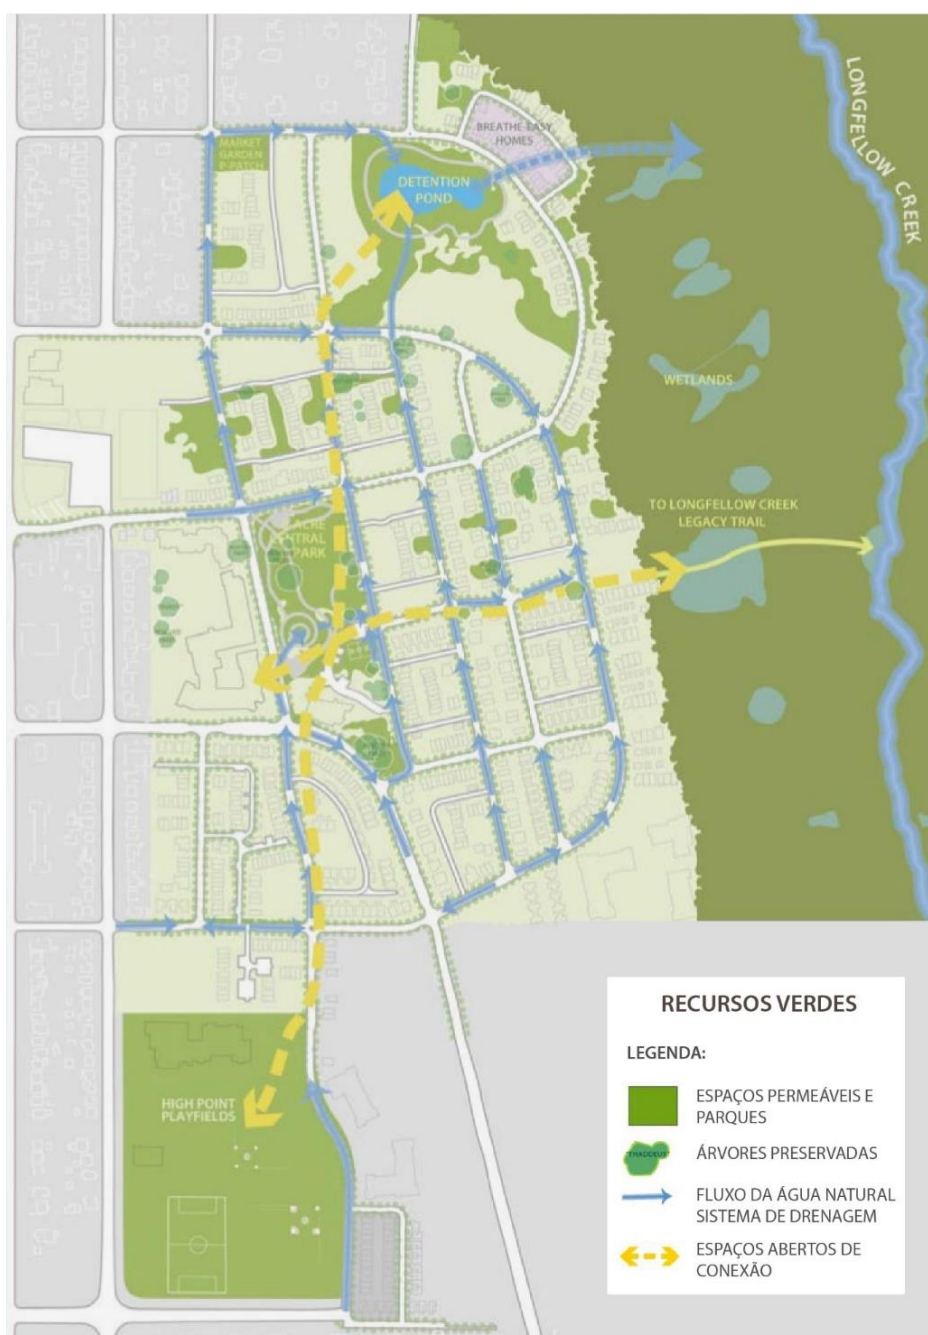 LONGFELLOW CREEK
BREATHE EASY
HOMES
MARKET
GARDEN
P-PATCH
DETENTION
POND
WETLANDS
TO LONGFELLOW CREEK
LEGACY TRAIL
ACRE
CENTRAL
PARK
HIGH POINT
PLAYFIELDS
RECURSOS VERDES
LEGENDA:
ESPAÇOS PERMEÁVEIS E
PARQUES
"THADDEUS"
ÁRVORES PRESERVADAS
FLUXO DA ÁGUA NATURAL
SISTEMA DE DRENAGEM
ESPAÇOS ABERTOS DE
CONEXÃO